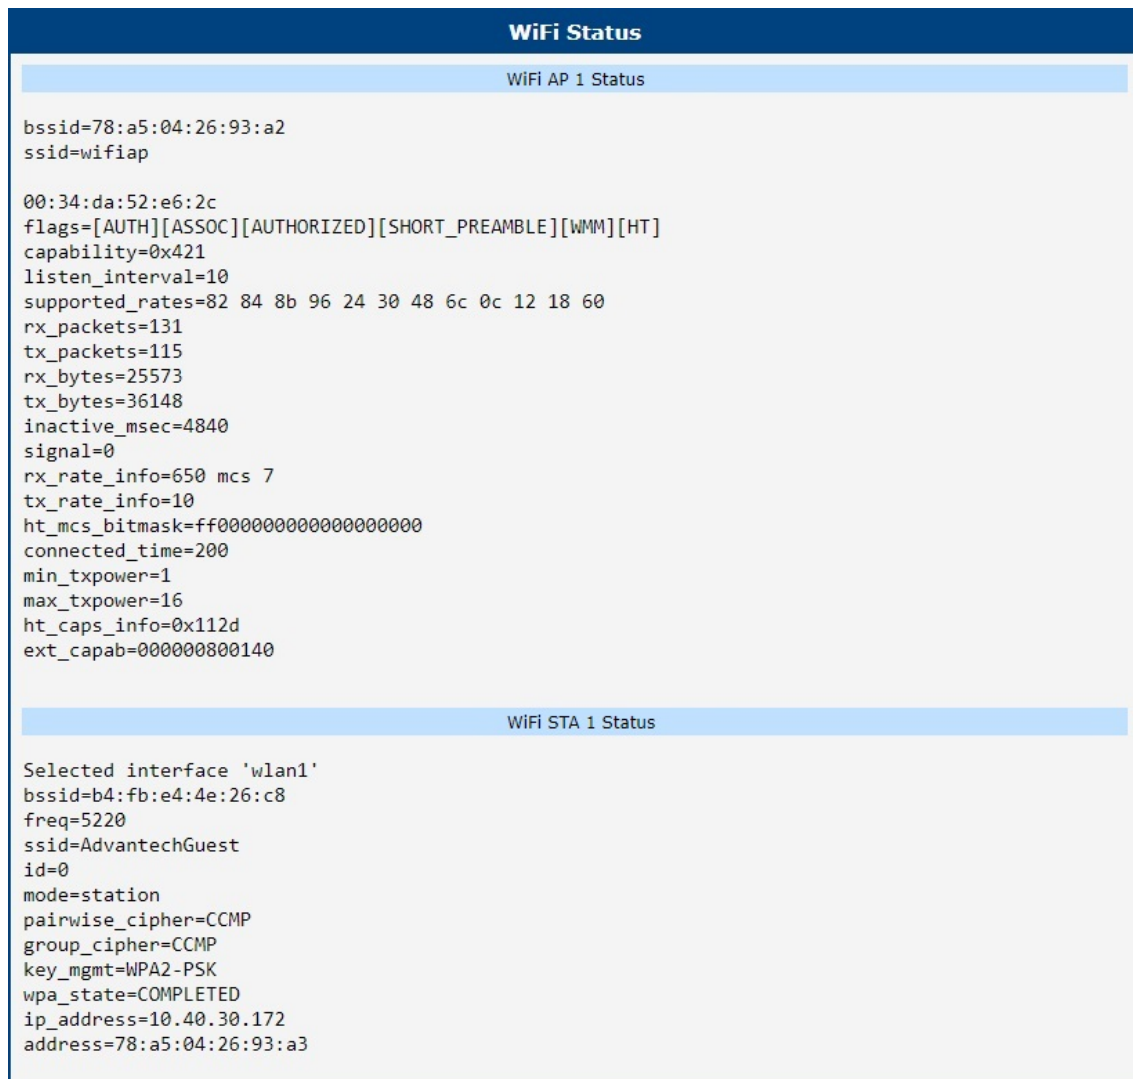 WiFi Status
WiFi AP 1 Status
bssid=78:a5:04:26:93:a2
ssid=wifiap
00:34:da:52:e6:2c
flags=[AUTH][ASSOC][AUTHORIZED][SHORT_PREAMBLE][WMM][HT]
capability=0x421
listen_interval=10
supported_rates=82 84 8b 96 24 30 48 6c 0c 12 18 60
rx_packets=131
tx_packets=115
rx_bytes=25573
tx_bytes=36148
inactive_msec=4840
signal=0
rx_rate_info=650 mcs 7
tx_rate_info=10
ht_mcs_bitmask=ff000000000000000000
connected_time=200
min_txpower=1
max_txpower=16
ht_caps_info=0x112d
ext_capab=000000800140
WiFi STA 1 Status
Selected interface 'wlan1'
bssid=b4:fb:e4:4e:26:c8
freq=5220
ssid=AdvantechGuest
id=0
mode=station
pairwise_cipher=CCMP
group_cipher=CCMP
key_mgmt=WPA2-PSK
wpa_state=COMPLETED
ip_address=10.40.30.172
address=78:a5:04:26:93:a3